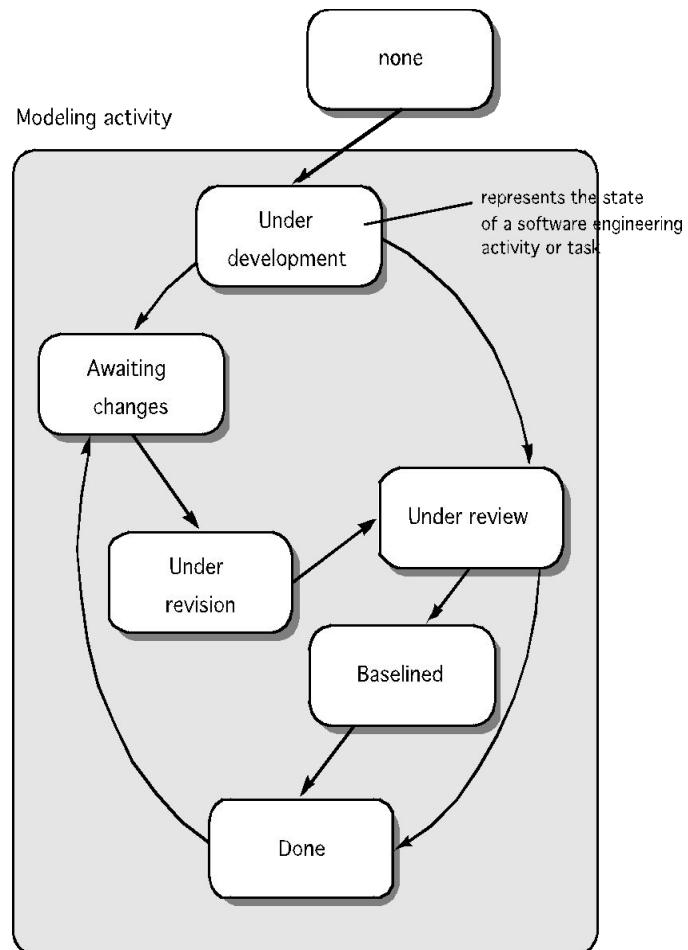 none
Modeling activity
Under
development
represents the state
of a software engineering
activity or task
Awaiting
changes
Under review
Under
revision
Baselined
Done